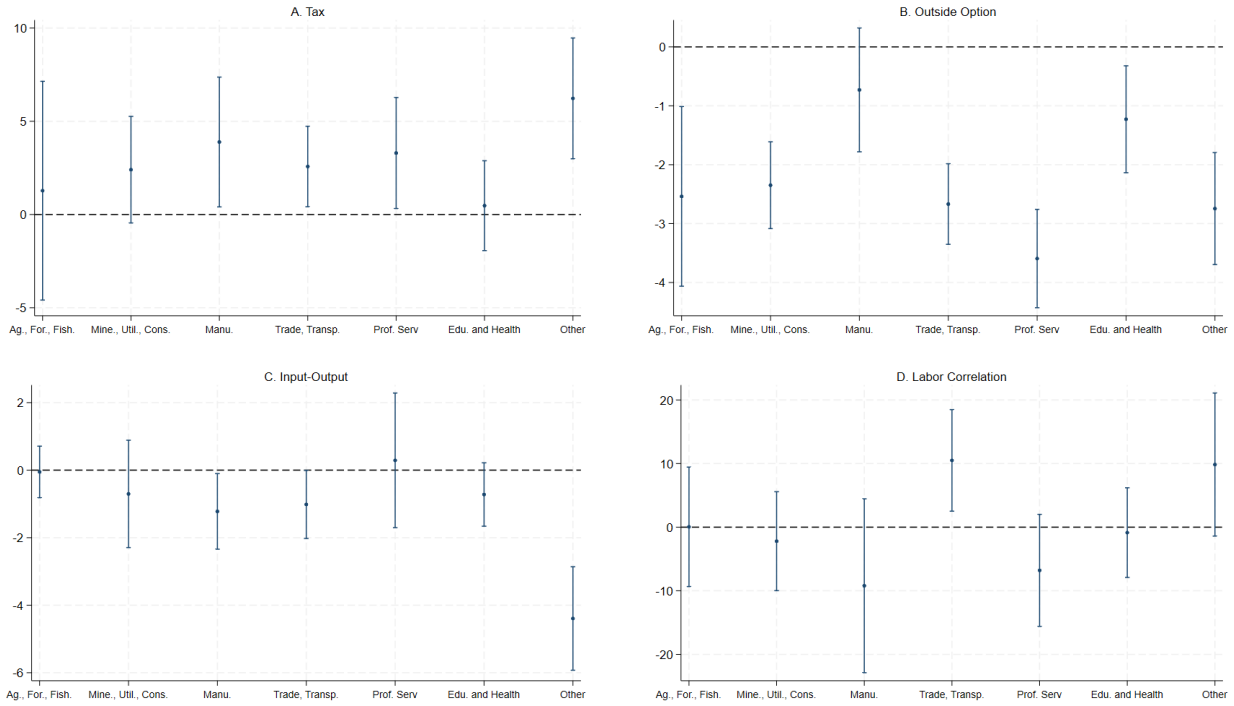 A. Tax
10
5
0
-5
Ag., For., Fish. Mine., Util., Cons. Manu. Trade, Transp. Prof. Serv Edu. and Health Other
B. Outside Option
0
-1
-2
-3
-4
Ag., For., Fish. Mine., Util., Cons. Manu. Trade, Transp. Prof. Serv Edu. and Health Other
C. Input-Output
2
0
-2
-4
-6
Ag., For., Fish. Mine., Util., Cons. Manu. Trade, Transp. Prof. Serv Edu. and Health Other
D. Labor Correlation
20
10
0
-10
-20
Ag., For., Fish. Mine., Util., Cons. Manu. Trade, Transp. Prof. Serv Edu. and Health Other